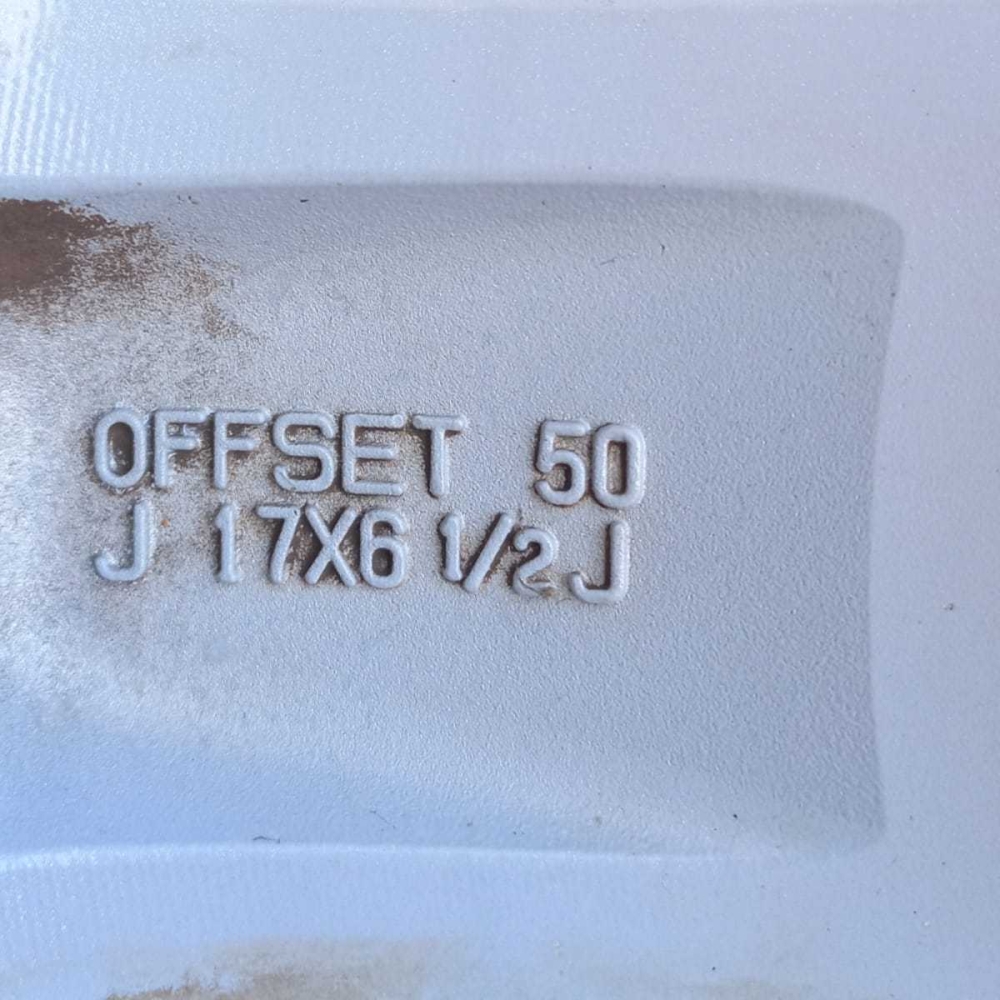 OFFSET 50
J 17X6 1/2 J